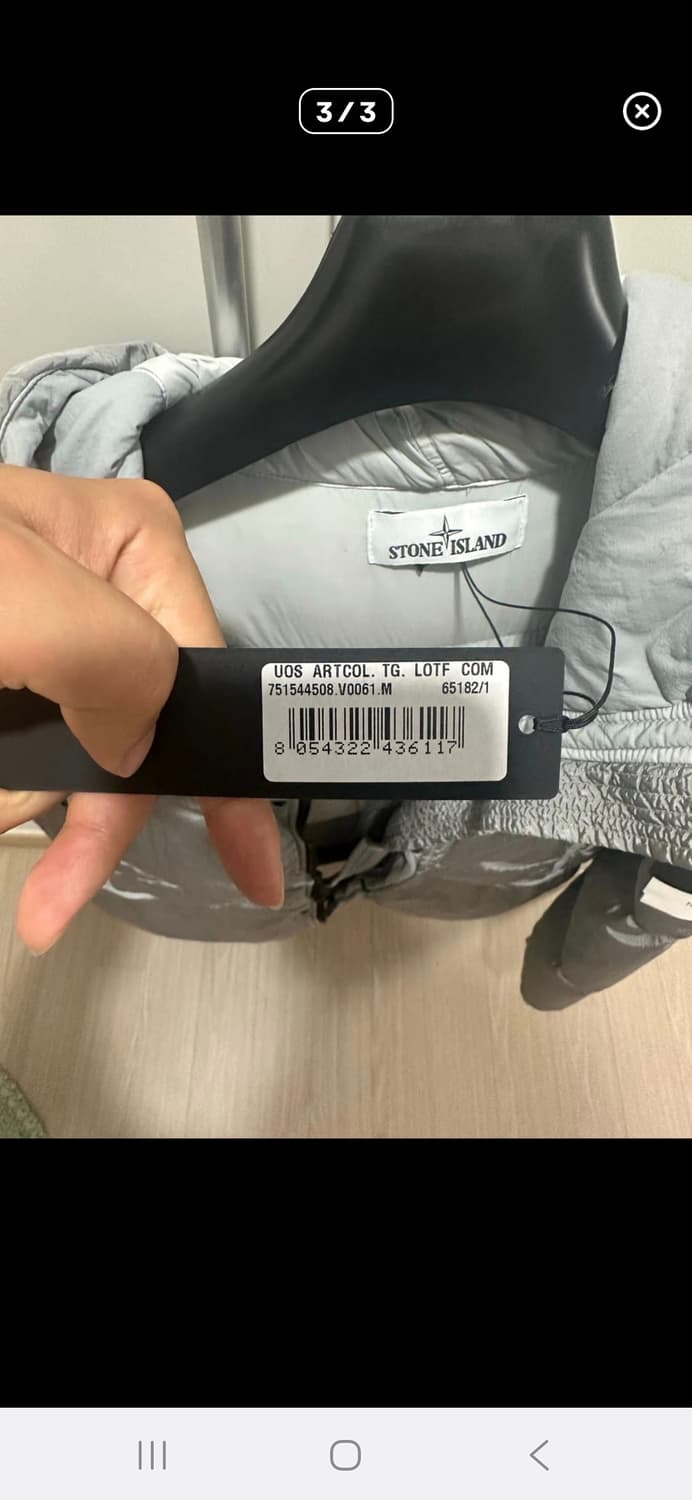 3/3
STONE ISLAND
UOS ARTCOL. TG. LOTF COM
751544508.V0061.M 65182/1
8 054322 436117